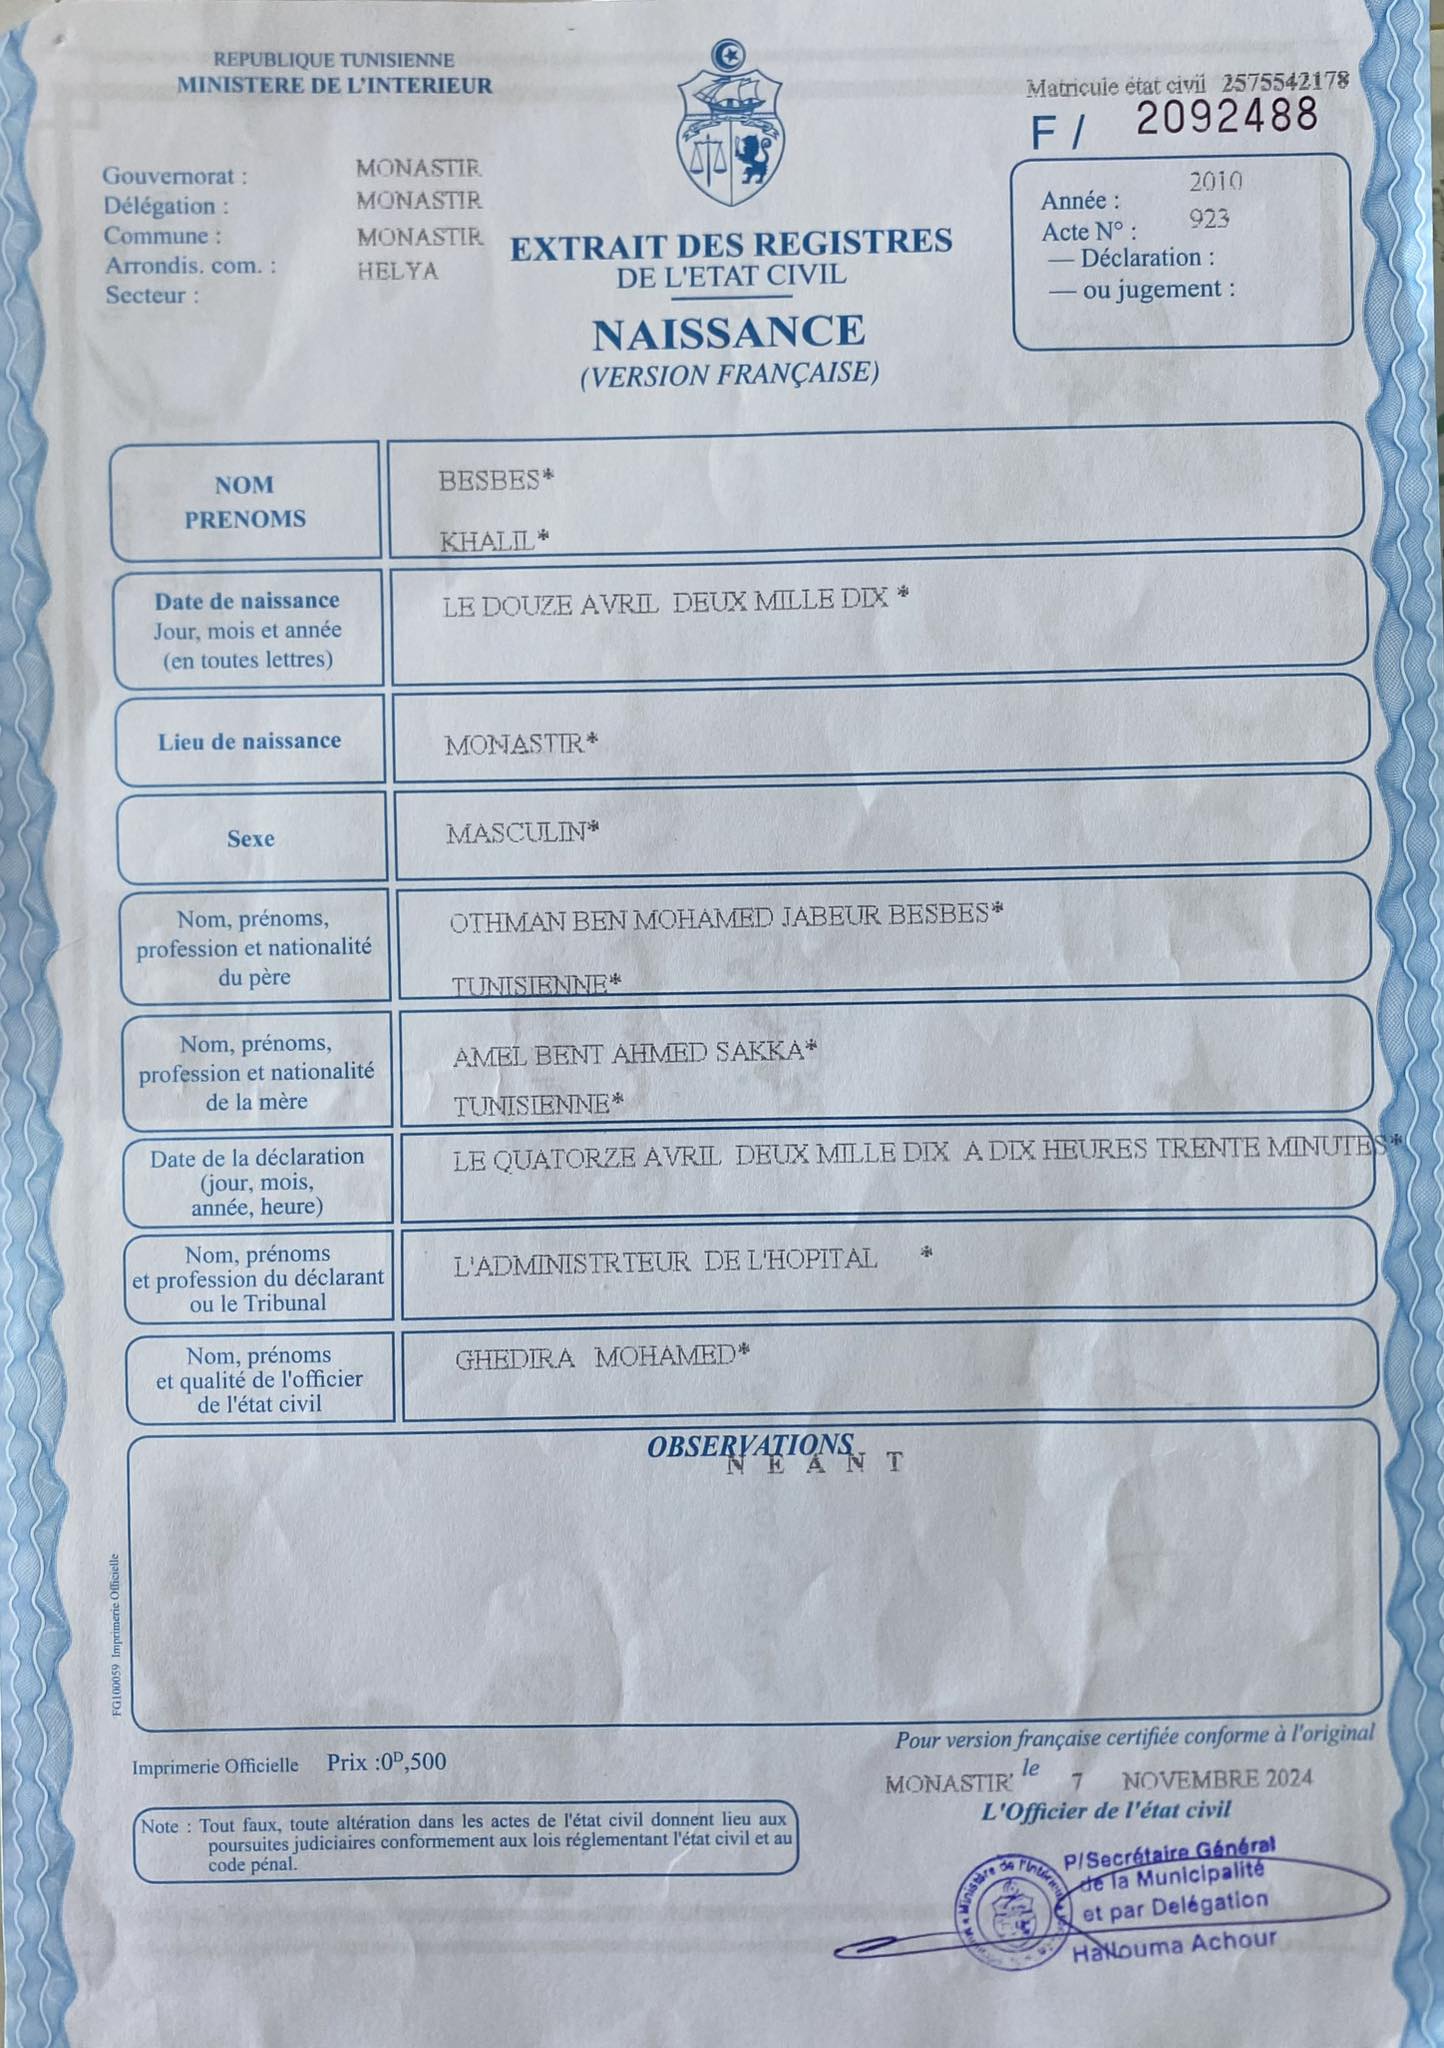 REPUBLIQUE TUNISIENNE
MINISTERE DE L'INTERIEUR
Matricule état civil 2575542178
F / 2092488
Gouvernorat : MONASTIR
Délégation : MONASTIR
Commune : MONASTIR
Arrondis. com. : HELYA
Secteur :
EXTRAIT DES REGISTRES
DE L'ETAT CIVIL
NAISSANCE
(VERSION FRANÇAISE)
Année : 2010
Acte N° : 923
— Déclaration :
— ou jugement :
NOM
PRENOMS
BESBES*
KHALIL*
Date de naissance
Jour, mois et année
(en toutes lettres)
LE DOUZE AVRIL DEUX MILLE DIX *
Lieu de naissance
MONASTIR*
Sexe
MASCULIN*
Nom, prénoms,
profession et nationalité
du père
OTHMAN BEN MOHAMED JABEUR BESBES*
TUNISIENNE*
Nom, prénoms,
profession et nationalité
de la mère
AMEL BENT AHMED SAKKA*
TUNISIENNE*
Date de la déclaration
(jour, mois,
année, heure)
LE QUATORZE AVRIL DEUX MILLE DIX A DIX HEURES TRENTE MINUTES*
Nom, prénoms
et profession du déclarant
ou le Tribunal
L'ADMINISTRTEUR DE L'HOPITAL *
Nom, prénoms
et qualité de l'officier
de l'état civil
GHEDIRA MOHAMED*
OBSERVATIONS
N E A N T
FG100059 Imprimerie Officielle
Imprimerie Officielle Prix :0D,500
Pour version française certifiée conforme à l'original
MONASTIR, le 7 NOVEMBRE 2024
L'Officier de l'état civil
Note : Tout faux, toute altération dans les actes de l'état civil donnent lieu aux
poursuites judiciaires conformement aux lois réglementant l'état civil et au
code pénal.
P/Secrétaire Général
de la Municipalité
et par Delégation
Hallouma Achour
Ministère de l'Intérieur